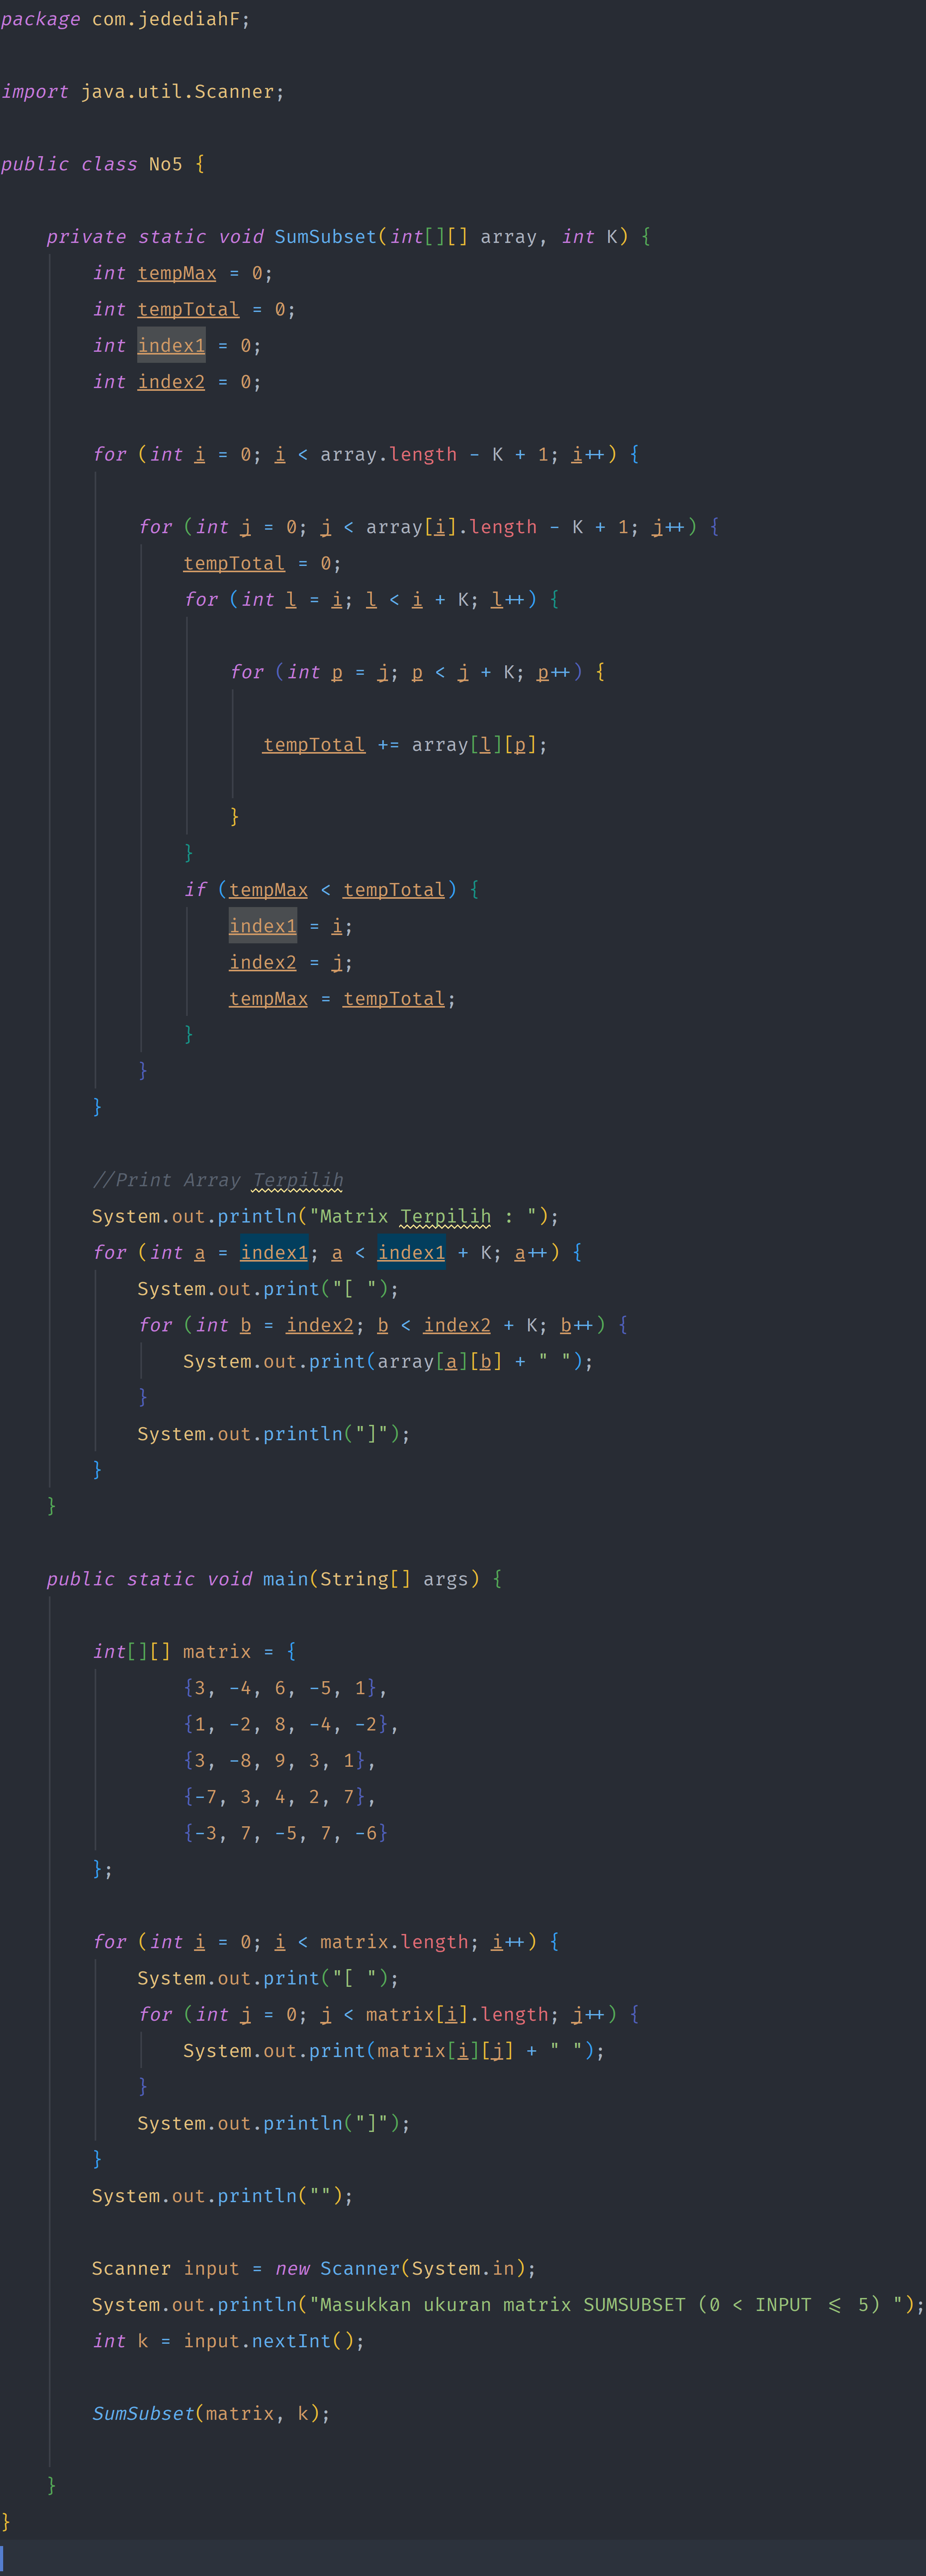 package com.jedediahF;
import java.util.Scanner;
public class No5 {
private static void SumSubset(int[][] array, int K) {
int tempMax = 0;
int tempTotal = 0;
int index1 = 0;
int index2 = 0;
for (int i = 0; i < array.length - K + 1; i++) {
for (int j = 0; j < array[i].length - K + 1; j++) {
tempTotal = 0;
for (int l = i; l < i + K; l++) {
for (int p = j; p < j + K; p++) {
tempTotal += array[l][p];
}
}
if (tempMax < tempTotal) {
index1 = i;
index2 = j;
tempMax = tempTotal;
}
}
}
//Print Array Terpilih
System.out.println("Matrix Terpilih : ");
for (int a = index1; a < index1 + K; a++) {
System.out.print("[ ");
for (int b = index2; b < index2 + K; b++) {
System.out.print(array[a][b] + " ");
}
System.out.println("]");
}
}
public static void main(String[] args) {
int[][] matrix = {
{3, -4, 6, -5, 1},
{1, -2, 8, -4, -2},
{3, -8, 9, 3, 1},
{-7, 3, 4, 2, 7},
{-3, 7, -5, 7, -6}
};
for (int i = 0; i < matrix.length; i++) {
System.out.print("[ ");
for (int j = 0; j < matrix[i].length; j++) {
System.out.print(matrix[i][j] + " ");
}
System.out.println("]");
}
System.out.println("");
Scanner input = new Scanner(System.in);
System.out.println("Masukkan ukuran matrix SUMSUBSET (0 < INPUT <= 5) ");
int k = input.nextInt();
SumSubset(matrix, k);
}
}